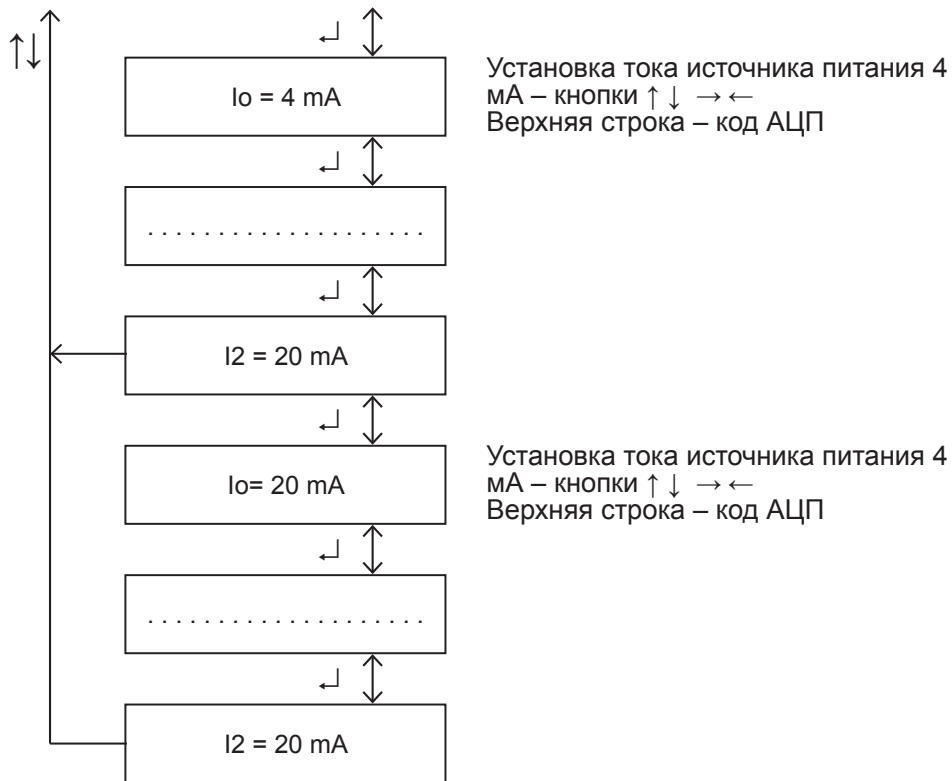 ↑↓
↵
Io = 4 mA
Установка тока источника питания 4
мА – кнопки ↑ ↓ → ←
Верхняя строка – код АЦП
↵
. . . . . . . . . . . . . . . . . . . .
↵
I2 = 20 mA
↵
Io= 20 mA
Установка тока источника питания 4
мА – кнопки ↑ ↓ → ←
Верхняя строка – код АЦП
↵
. . . . . . . . . . . . . . . . . . . .
↵
I2 = 20 mA